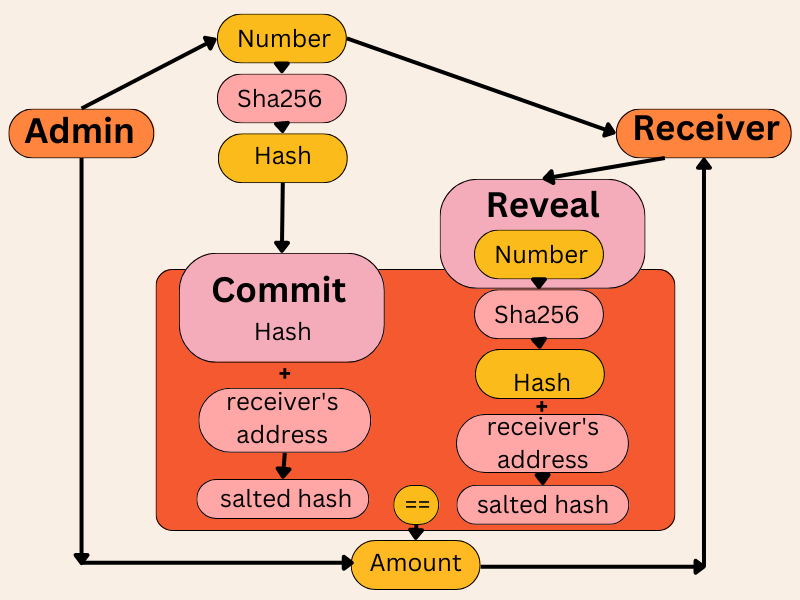 Number
Sha256
Hash
Admin
Receiver
Commit
Hash
+
receiver's
address
salted hash
Reveal
Number
Sha256
Hash
+
receiver's
address
salted hash
==
Amount